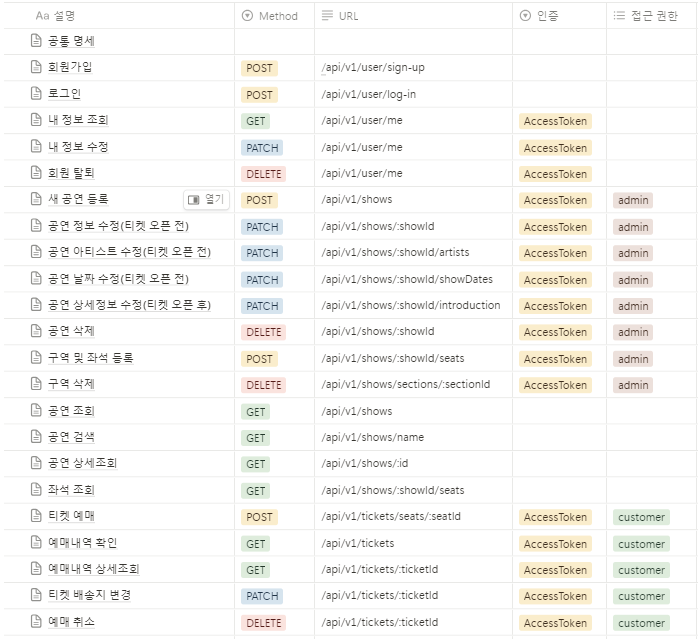 Aa 설명 Method URL 인증 접근 권한
공통 명세
회원가입 POST /api/v1/user/sign-up
로그인 POST /api/v1/user/log-in
내 정보 조회 GET /api/v1/user/me AccessToken
내 정보 수정 PATCH /api/v1/user/me AccessToken
회원 탈퇴 DELETE /api/v1/user/me AccessToken
새 공연 등록 열기 POST /api/v1/shows AccessToken admin
공연 정보 수정(티켓 오픈 전) PATCH /api/v1/shows/:showId AccessToken admin
공연 아티스트 수정(티켓 오픈 전) PATCH /api/v1/shows/:showId/artists AccessToken admin
공연 날짜 수정(티켓 오픈 전) PATCH /api/v1/shows/:showId/showDates AccessToken admin
공연 상세정보 수정(티켓 오픈 후) PATCH /api/v1/shows/:showId/introduction AccessToken admin
공연 삭제 DELETE /api/v1/shows/:showId AccessToken admin
구역 및 좌석 등록 POST /api/v1/shows/:showId/seats AccessToken admin
구역 삭제 DELETE /api/v1/shows/sections/:sectionId AccessToken admin
공연 조회 GET /api/v1/shows
공연 검색 GET /api/v1/shows/name
공연 상세조회 GET /api/v1/shows/:id
좌석 조회 GET /api/v1/shows/:showId/seats
티켓 예매 POST /api/v1/tickets/seats/:seatId AccessToken customer
예매내역 확인 GET /api/v1/tickets AccessToken customer
예매내역 상세조회 GET /api/v1/tickets/:ticketId AccessToken customer
티켓 배송지 변경 PATCH /api/v1/tickets/:ticketId AccessToken customer
예매 취소 DELETE /api/v1/tickets/:ticketId AccessToken customer